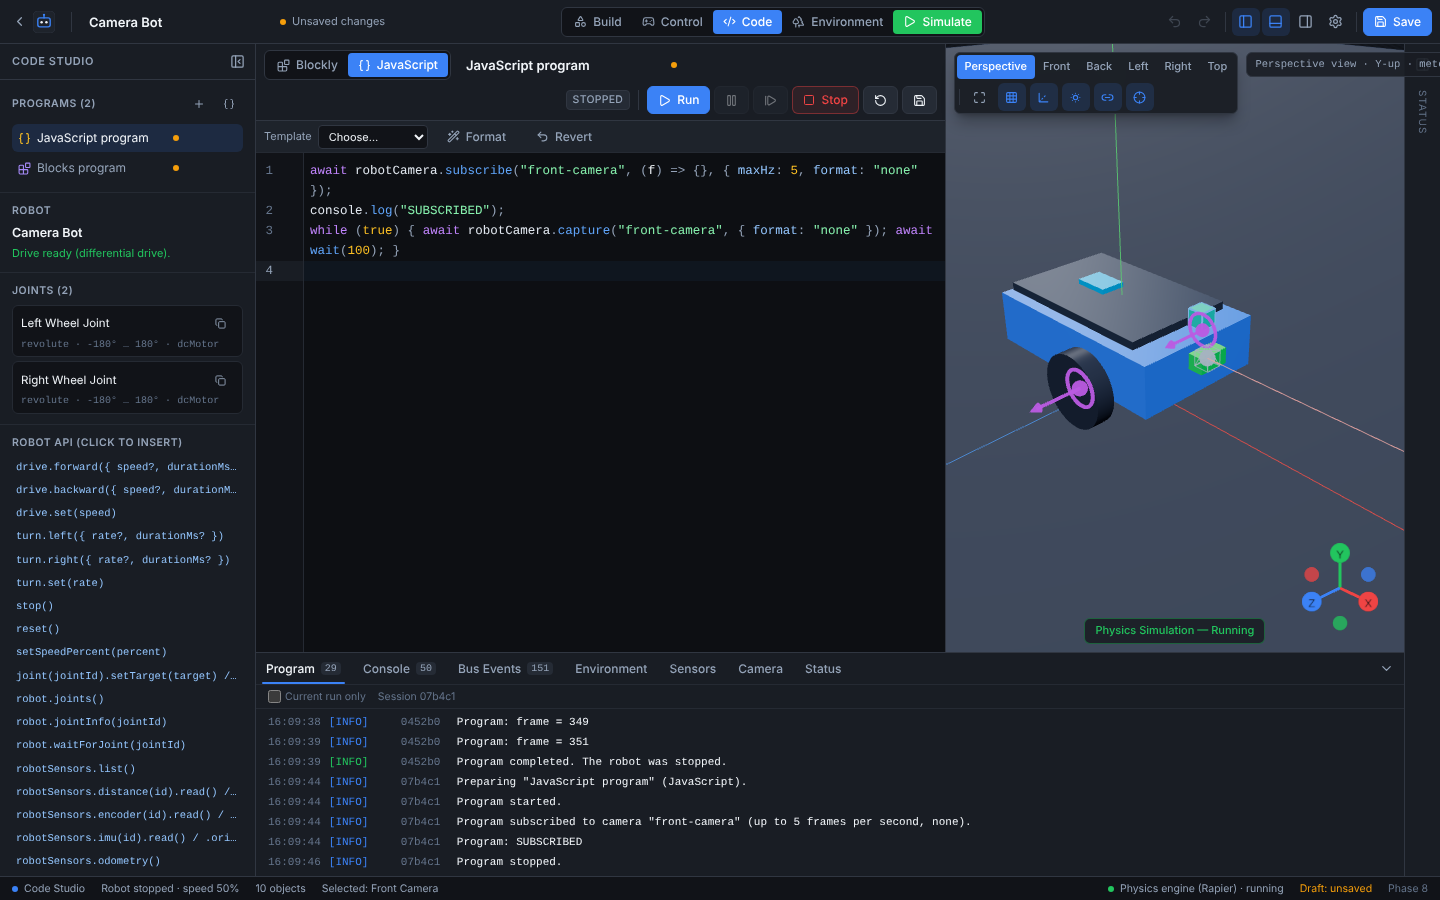 Camera Bot
Unsaved changes
Build
Control
Code
Environment
Simulate
Save
CODE STUDIO
PROGRAMS (2)
JavaScript program
Blocks program
ROBOT
Camera Bot
Drive ready (differential drive).
JOINTS (2)
Left Wheel Joint
revolute · -180° … 180° · dcMotor
Right Wheel Joint
revolute · -180° … 180° · dcMotor
ROBOT API (CLICK TO INSERT)
drive.forward({ speed?, durationMs…
drive.backward({ speed?, durationM…
drive.set(speed)
turn.left({ rate?, durationMs? })
turn.right({ rate?, durationMs? })
turn.set(rate)
stop()
reset()
setSpeedPercent(percent)
joint(jointId).setTarget(target) /…
robot.joints()
robot.jointInfo(jointId)
robot.waitForJoint(jointId)
robotSensors.list()
robotSensors.distance(id).read() /…
robotSensors.encoder(id).read() / …
robotSensors.imu(id).read() / .ori…
robotSensors.odometry()
Blockly
{} JavaScript
JavaScript program
STOPPED
Run
Stop
Template
Choose...
Format
Revert
1 await robotCamera.subscribe("front-camera", (f) => {}, { maxHz: 5, format: "none"
});
2 console.log("SUBSCRIBED");
3 while (true) { await robotCamera.capture("front-camera", { format: "none" }); await
wait(100); }
4
Perspective
Front
Back
Left
Right
Top
Perspective view · Y-up · mete
STATUS
Y
Z
X
Physics Simulation — Running
Program 29
Console 50
Bus Events 151
Environment
Sensors
Camera
Status
Current run only
Session 07b4c1
16:09:38 [INFO] 0452b0 Program: frame = 349
16:09:39 [INFO] 0452b0 Program: frame = 351
16:09:39 [INFO] 0452b0 Program completed. The robot was stopped.
16:09:44 [INFO] 07b4c1 Preparing "JavaScript program" (JavaScript).
16:09:44 [INFO] 07b4c1 Program started.
16:09:44 [INFO] 07b4c1 Program subscribed to camera "front-camera" (up to 5 frames per second, none).
16:09:44 [INFO] 07b4c1 Program: SUBSCRIBED
16:09:46 [INFO] 07b4c1 Program stopped.
Code Studio
Robot stopped · speed 50%
10 objects
Selected: Front Camera
Physics engine (Rapier) · running
Draft: unsaved
Phase 8